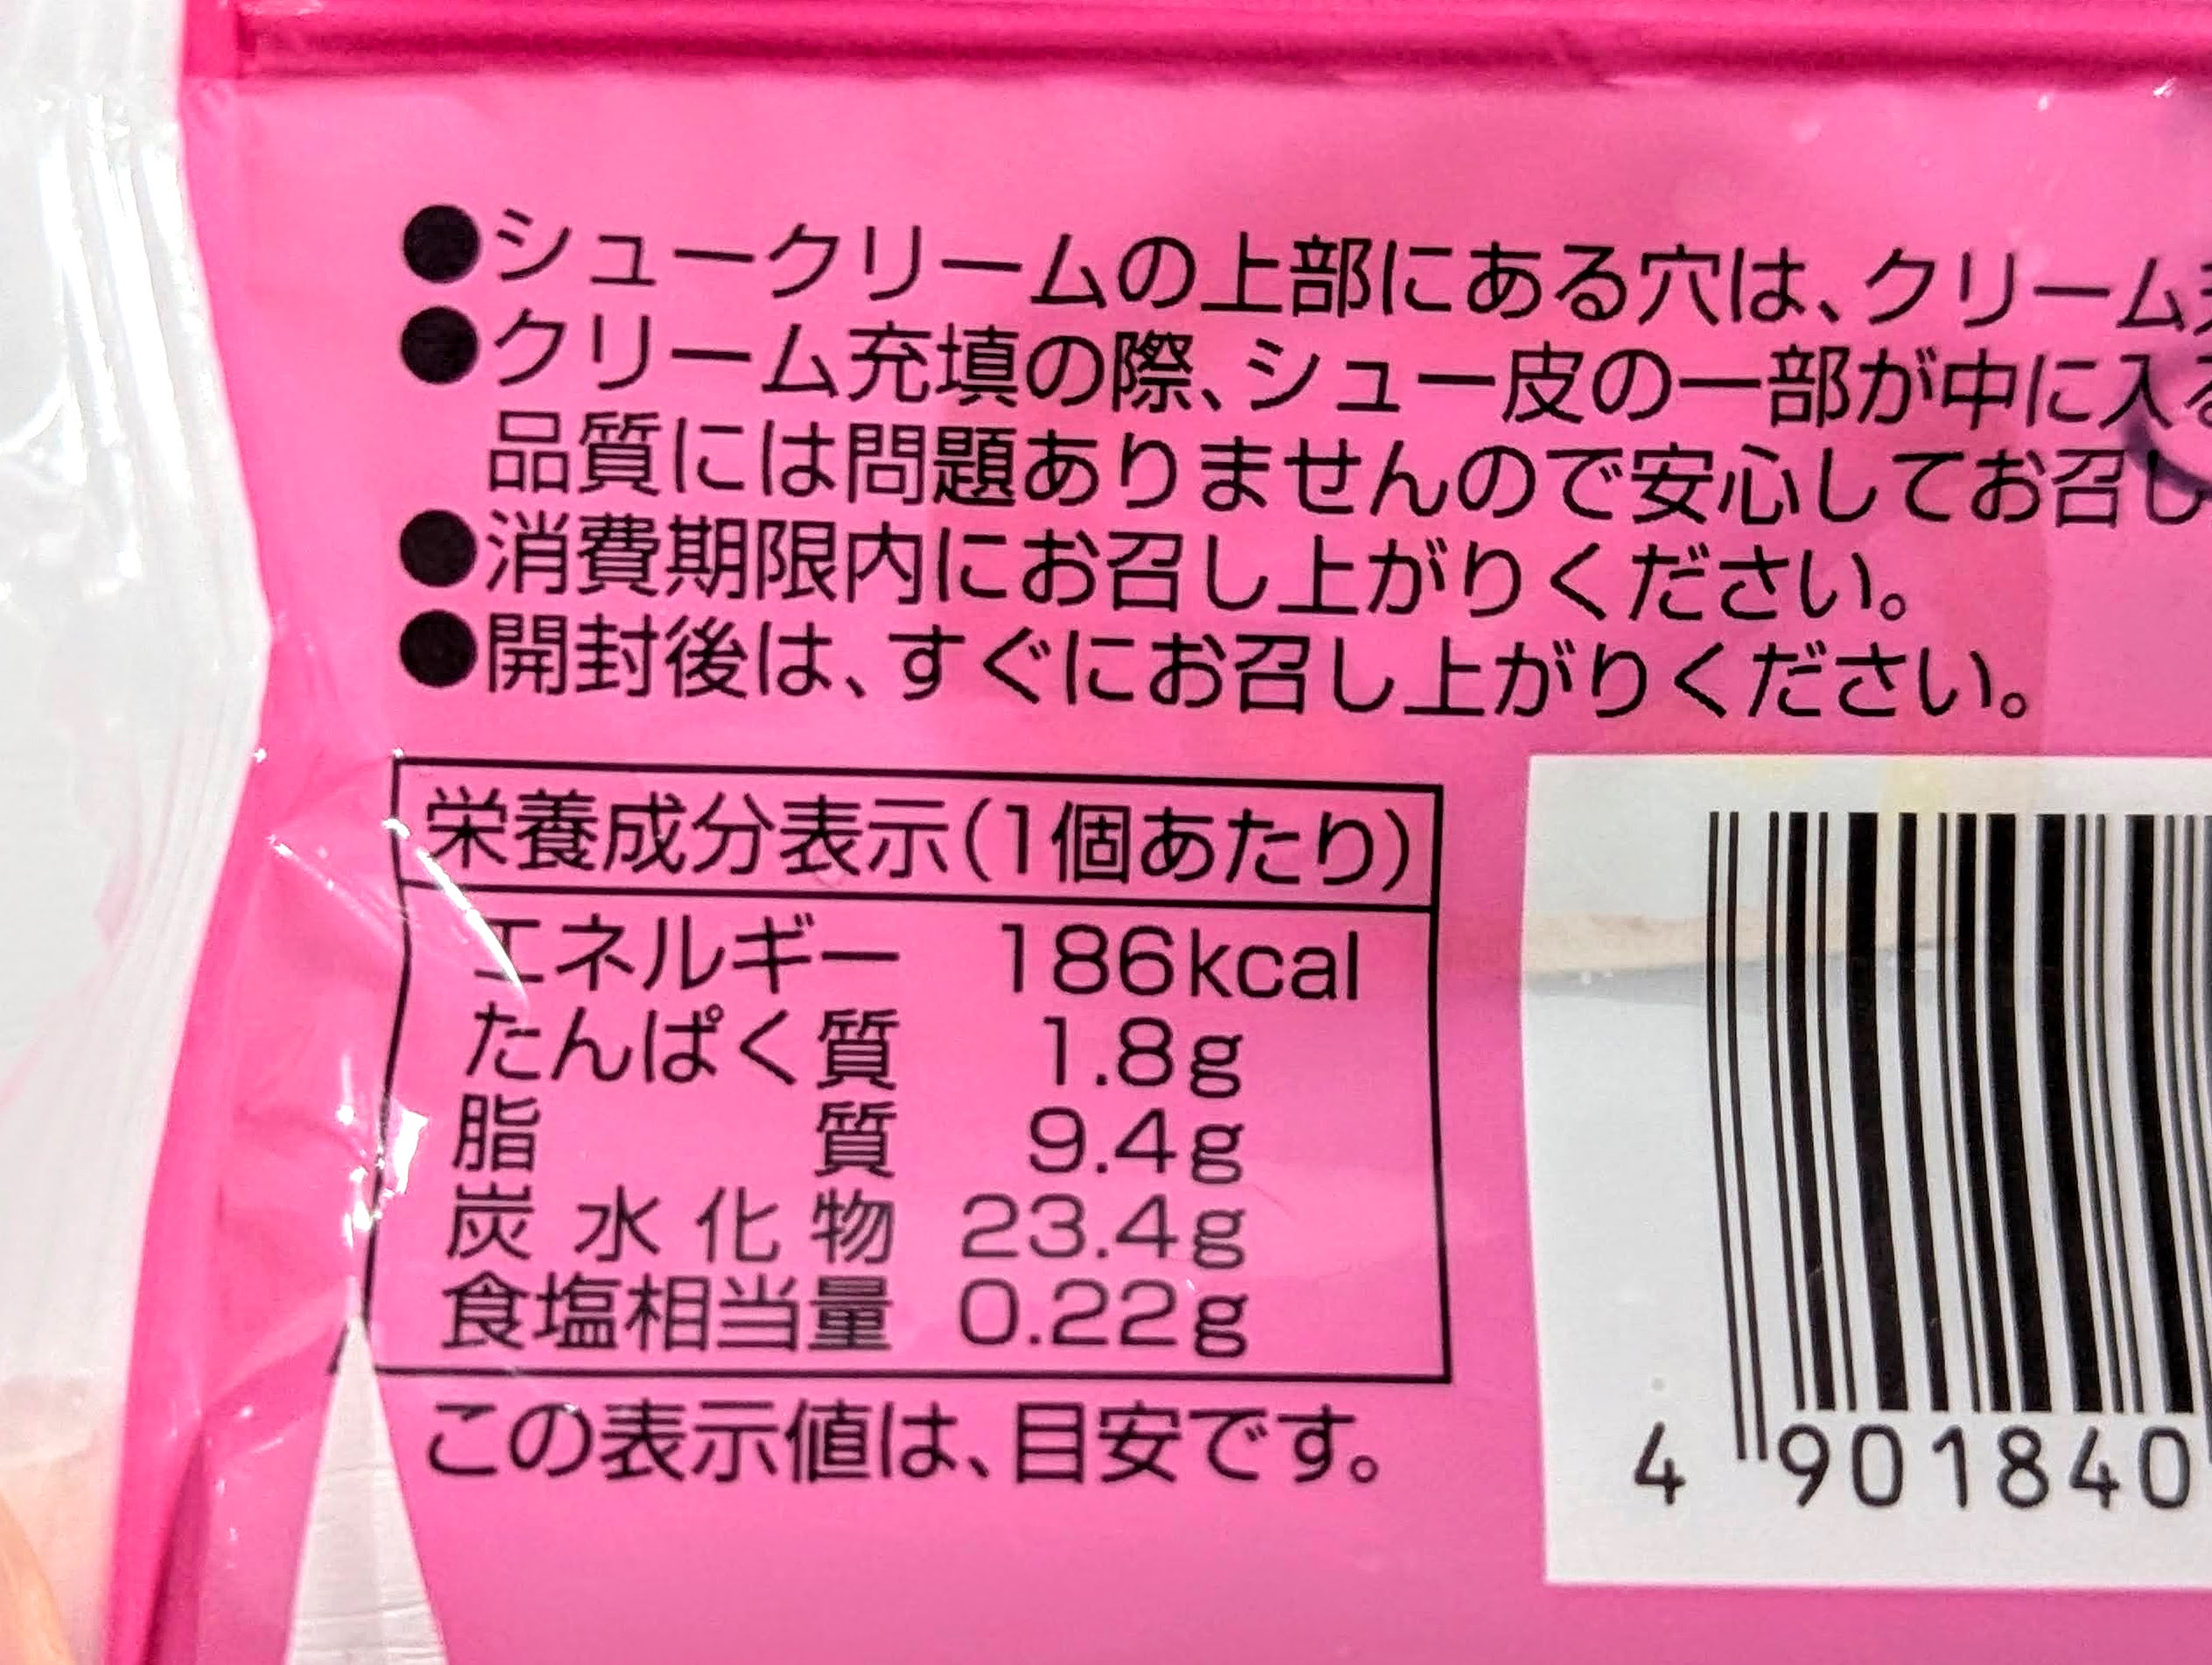 ●シュークリームの上部にある穴は、クリーム
●クリーム充填の際、シュー皮の一部が中に入る
品質には問題ありませんので安心してお召し
●消費期限内にお召し上がりください。
●開封後は、すぐにお召し上がりください。
栄養成分表示(1個あたり)
エネルギー 186kcal
たんぱく質 1.8g
脂質 9.4g
炭水化物 23.4g
食塩相当量 0.22g
この表示値は、目安です。
4 901840